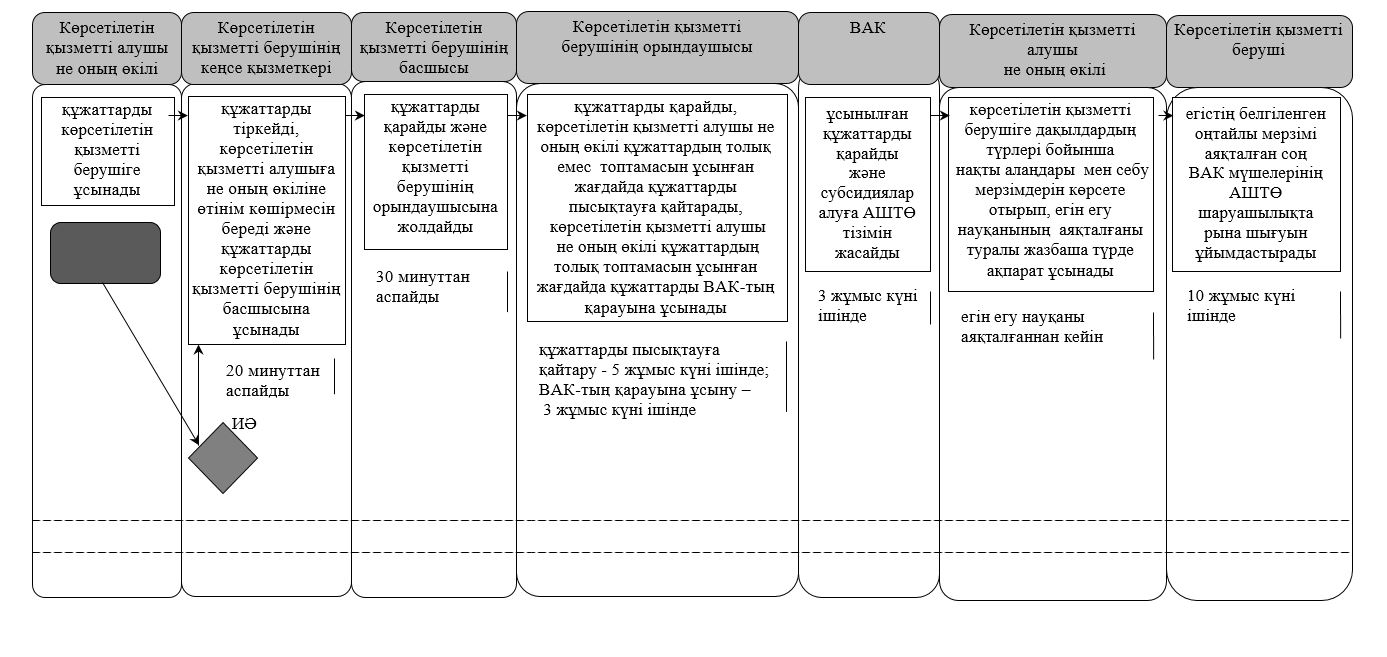 Көрсетілетін
қызметті алушы
не оның өкілі
Көрсетілетін
қызметті берушінің
кеңсе қызметкері
Көрсетілетін
қызметті берушінің
басшысы
Көрсетілетін қызметті
берушінің орындаушысы
ВАК
Көрсетілетін қызметті
алушы
не оның өкілі
Көрсетілетін қызметті
беруші
құжаттарды
көрсетілетін
қызметті
берушіге
ұсынады
құжаттарды
тіркейді,
көрсетілетін
қызметті алушыға
не оның өкіліне
өтінім көшірмесін
береді және
құжаттарды
көрсетілетін
қызметті берушінің
басшысына
ұсынады
20 минуттан
аспайды
ИӘ
құжаттарды
қарайды және
көрсетілетін
қызметті
берушінің
орындаушысына
жолдайды
30 минуттан
аспайды
құжаттарды қарайды,
көрсетілетін қызметті алушы не
оның өкілі құжаттардың толық
емес топтамасын ұсынған
жағдайда құжаттарды
пысықтауға қайтарады,
көрсетілетін қызметті алушы
не оның өкілі құжаттардың
толық топтамасын ұсынған
жағдайда құжаттарды ВАК-тың
қарауына ұсынады
құжаттарды пысықтауға
қайтару - 5 жұмыс күні ішінде;
ВАК-тың қарауына ұсыну –
3 жұмыс күні ішінде
ұсынылған
құжаттарды
қарайды
және
субсидиялар
алуға АШТӨ
тізімін
жасайды
3 жұмыс күні
ішінде
көрсетілетін қызметті
берушіге дақылдардың
түрлері бойынша
нақты алаңдары мен себу
мерзімдерін көрсете
отырып, егін егу
науқанының аяқталғаны
туралы жазбаша түрде
ақпарат ұсынады
егін егу науқаны
аяқталғаннан кейін
егістің белгіленген
оңтайлы мерзімі
аяқталған соң
ВАК мүшелерінің
АШТӨ
шаруашылықта
рына шығуын
ұйымдастырады
10 жұмыс күні
ішінде